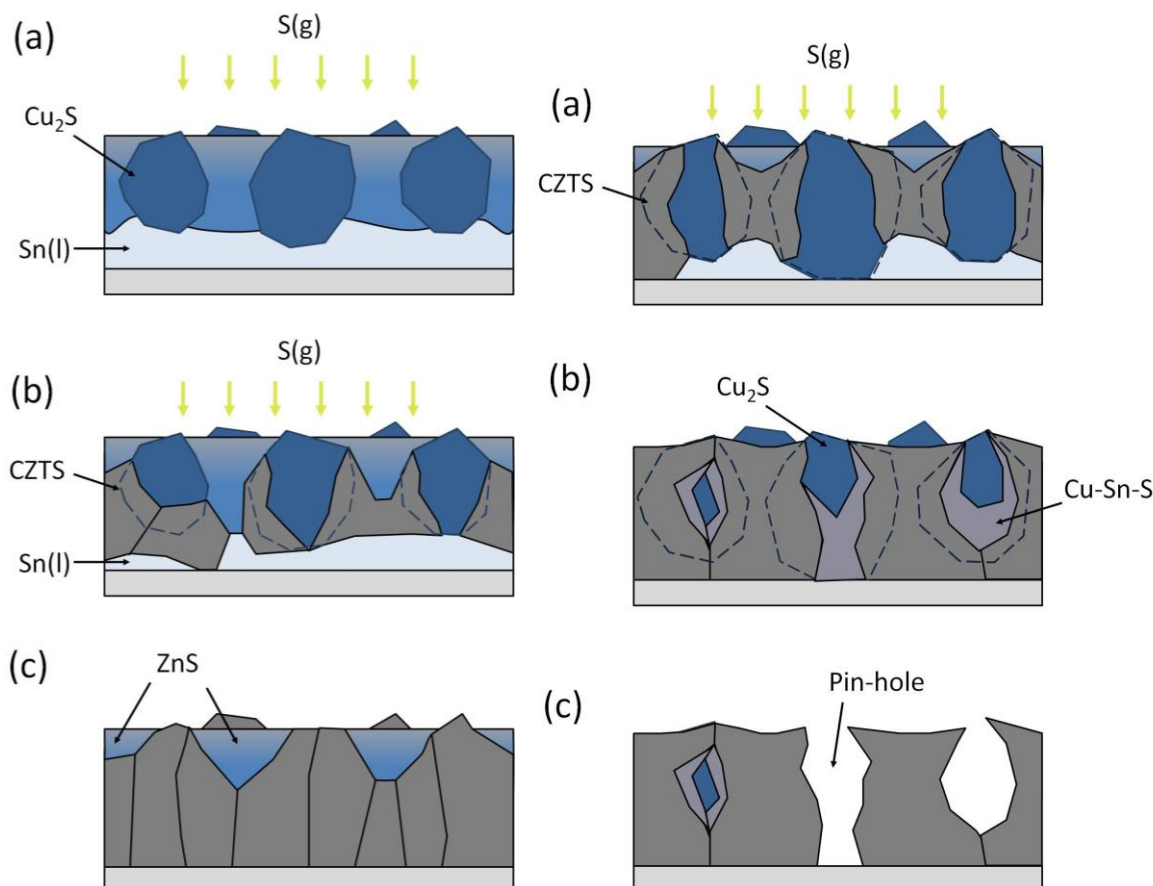 (a)
S(g)
Cu₂S
Sn(l)
(b)
S(g)
CZTS
Sn(l)
(c)
ZnS
(a)
S(g)
CZTS
(b)
Cu₂S
Cu-Sn-S
(c)
Pin-hole